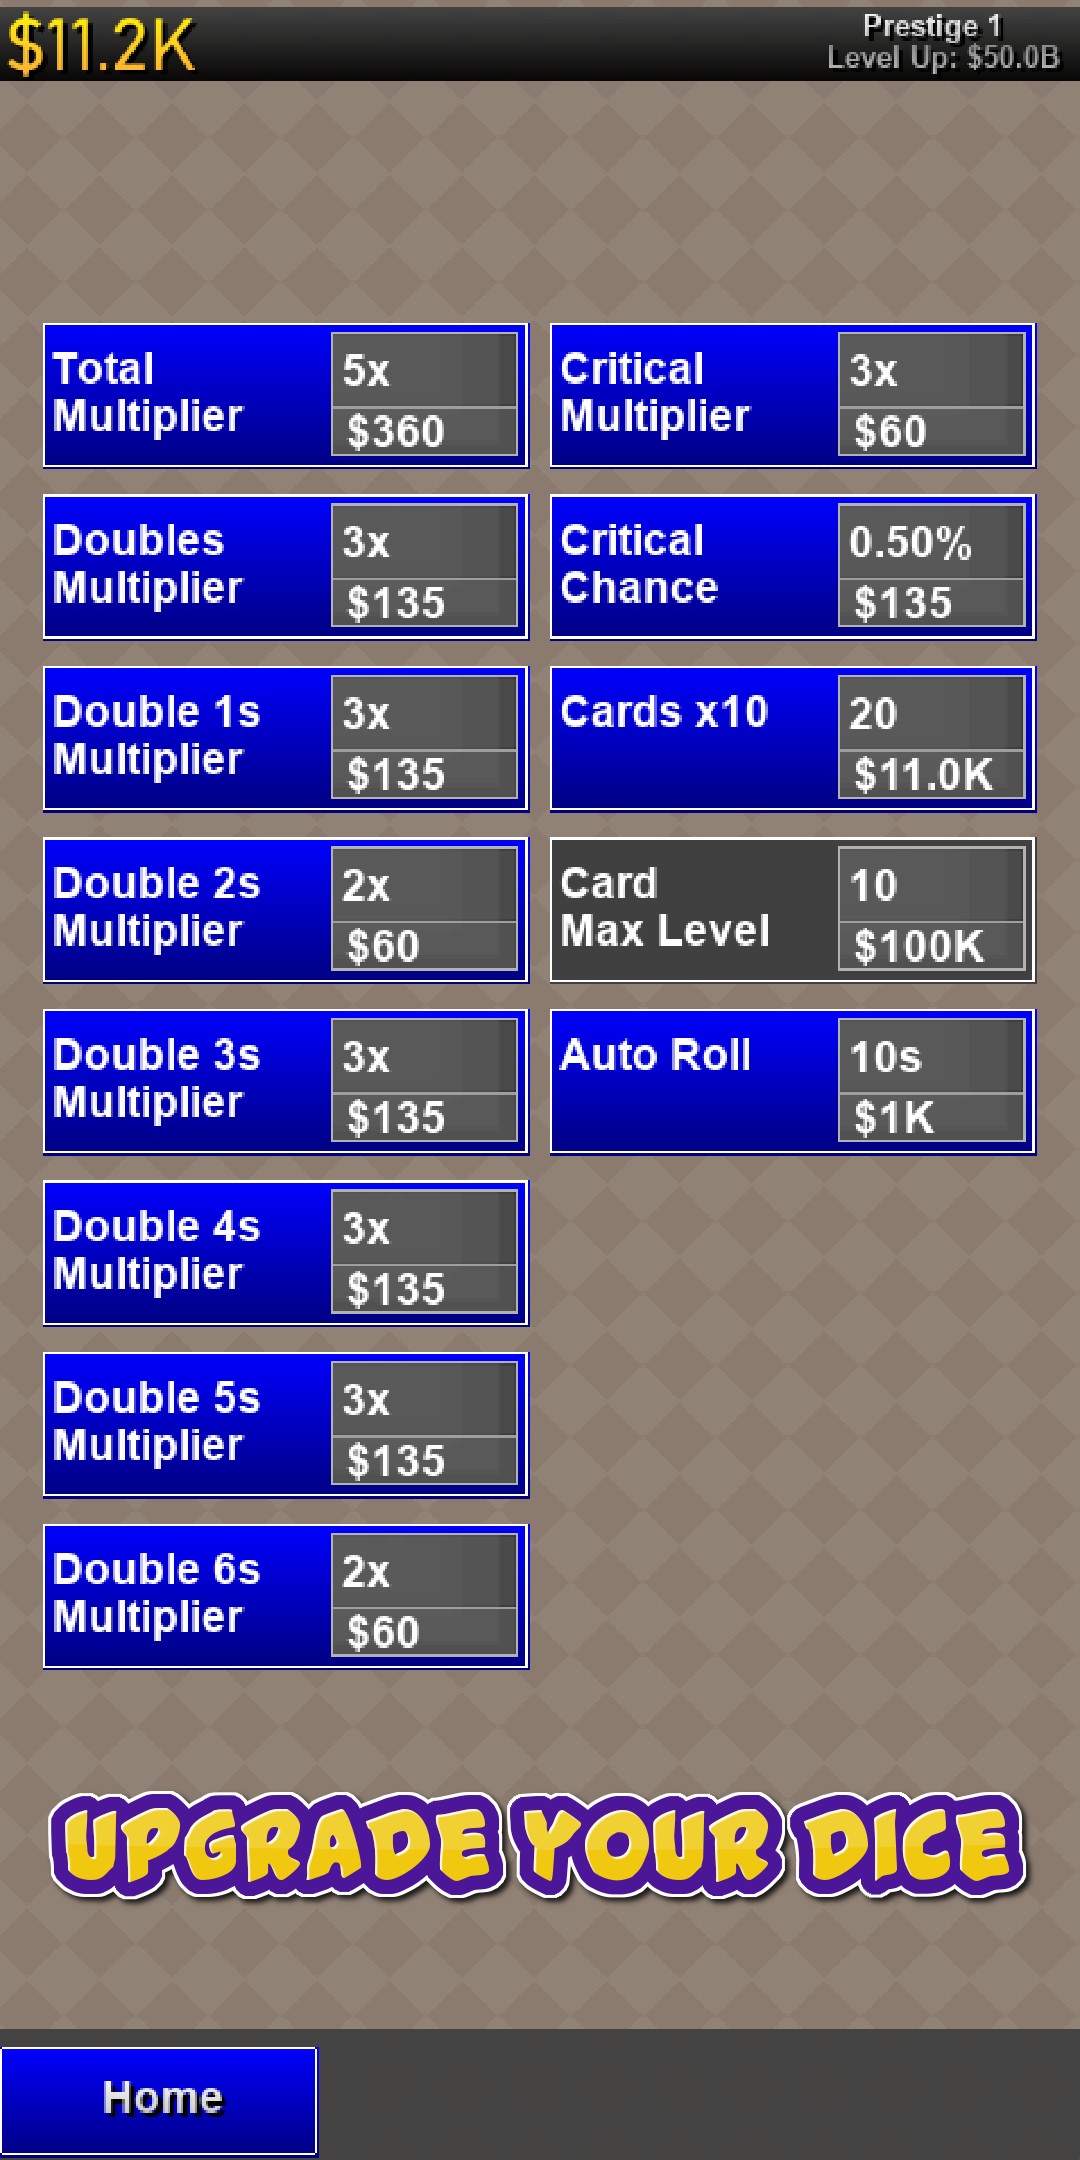 $11.2K
Prestige 1
Level Up: $50.0B
Total
Multiplier
5x
$360
Critical
Multiplier
3x
$60
Doubles
Multiplier
3x
$135
Critical
Chance
0.50%
$135
Double 1s
Multiplier
3x
$135
Cards x10
20
$11.0K
Double 2s
Multiplier
2x
$60
Card
Max Level
10
$100K
Double 3s
Multiplier
3x
$135
Auto Roll
10s
$1K
Double 4s
Multiplier
3x
$135
Double 5s
Multiplier
3x
$135
Double 6s
Multiplier
2x
$60
UPGRADE YOUR DICE
Home